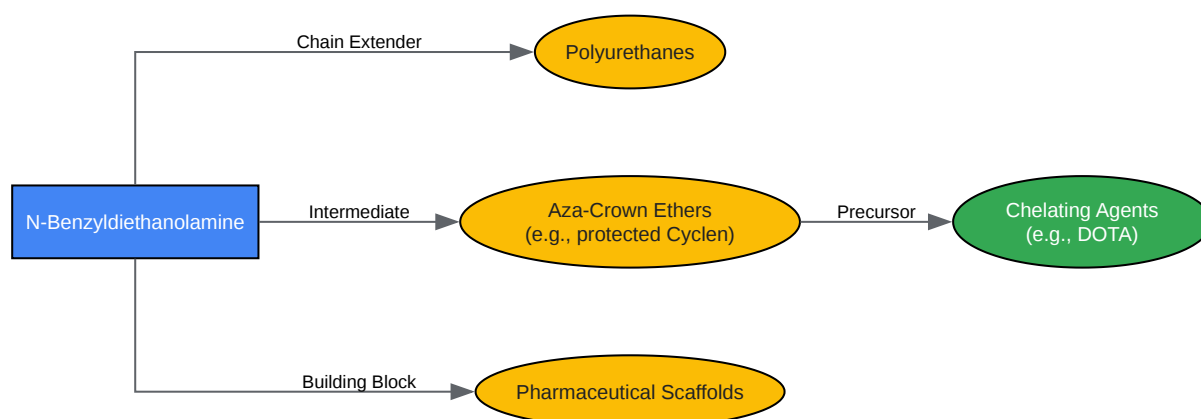 Chain Extender
Polyurethanes
N-Benzyldiethanolamine
Intermediate
Aza-Crown Ethers
(e.g., protected Cyclen)
Precursor
Chelating Agents
(e.g., DOTA)
Building Block
Pharmaceutical Scaffolds